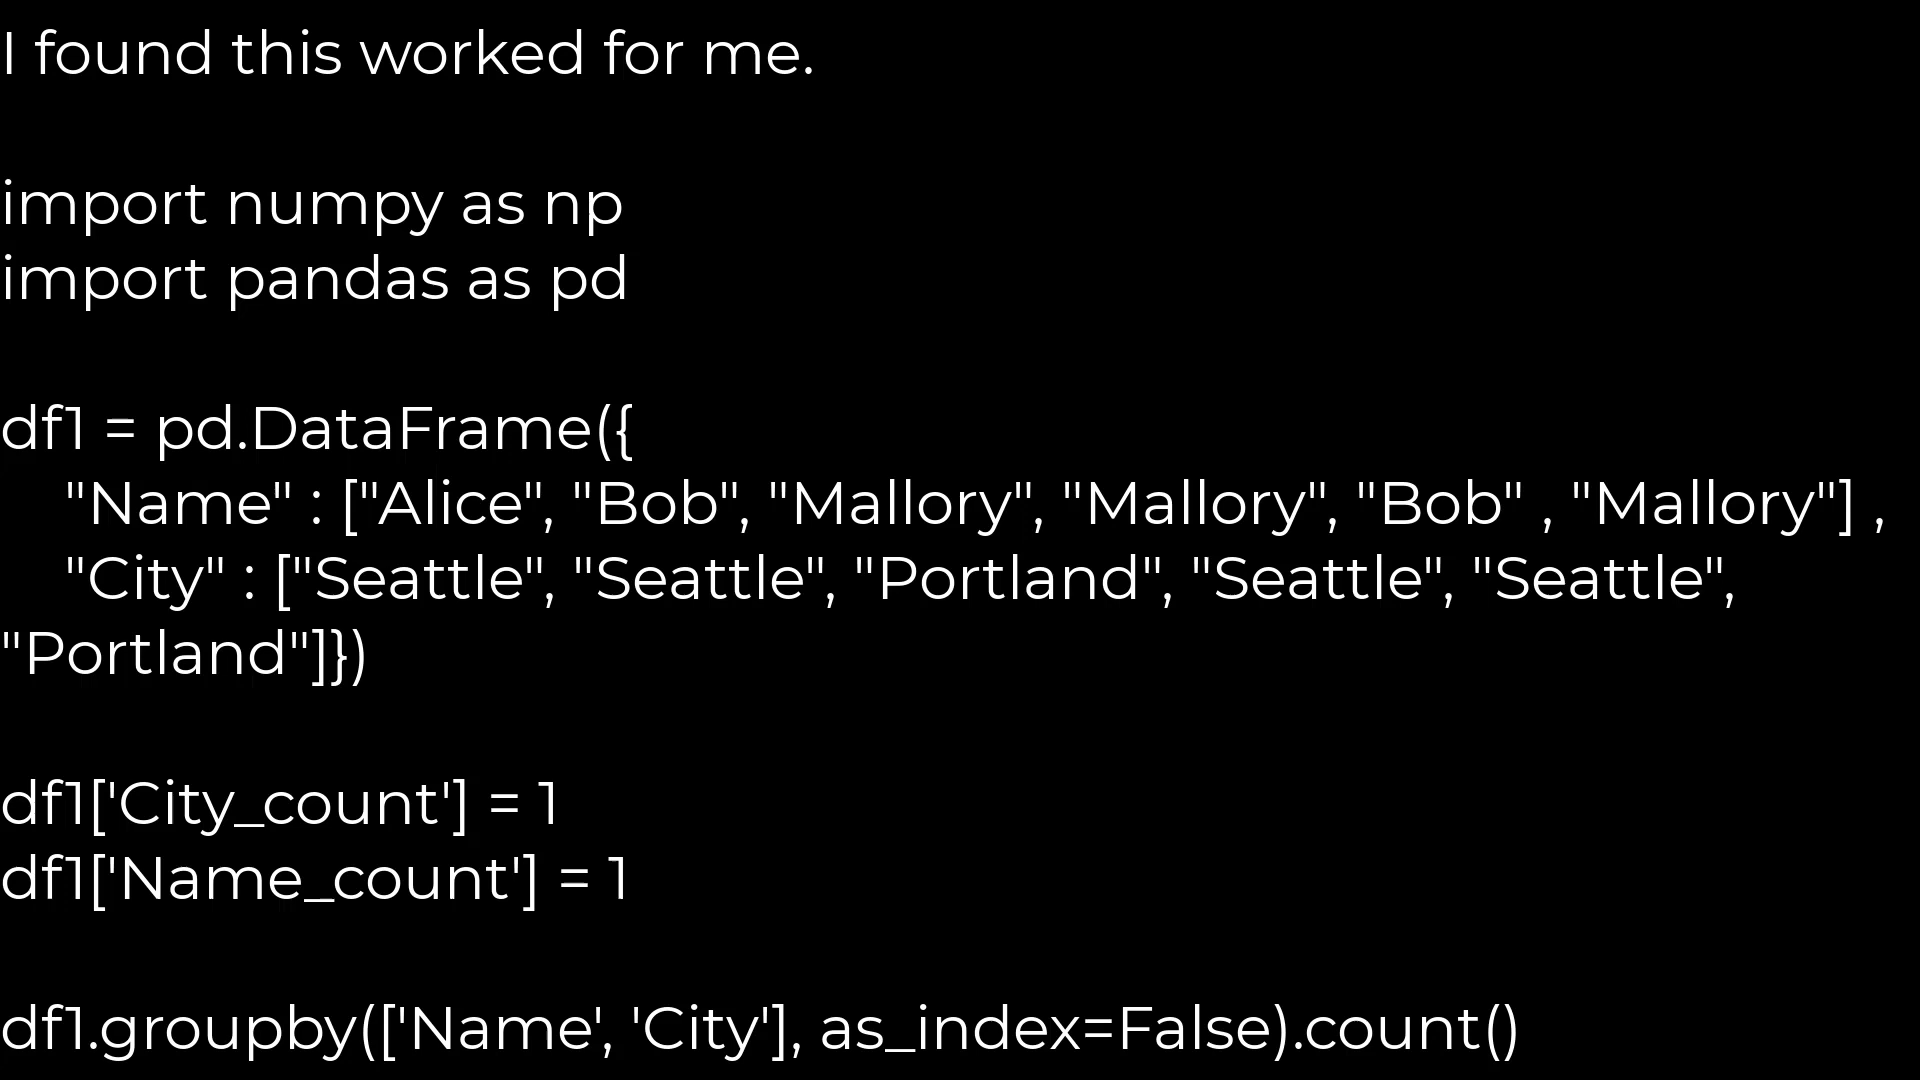 I found this worked for me.
import numpy as np
import pandas as pd
df1 = pd.DataFrame({
    "Name" : ["Alice", "Bob", "Mallory", "Mallory", "Bob" , "Mallory"] ,
    "City" : ["Seattle", "Seattle", "Portland", "Seattle", "Seattle",
"Portland"]})
df1['City_count'] = 1
df1['Name_count'] = 1
df1.groupby(['Name', 'City'], as_index=False).count()